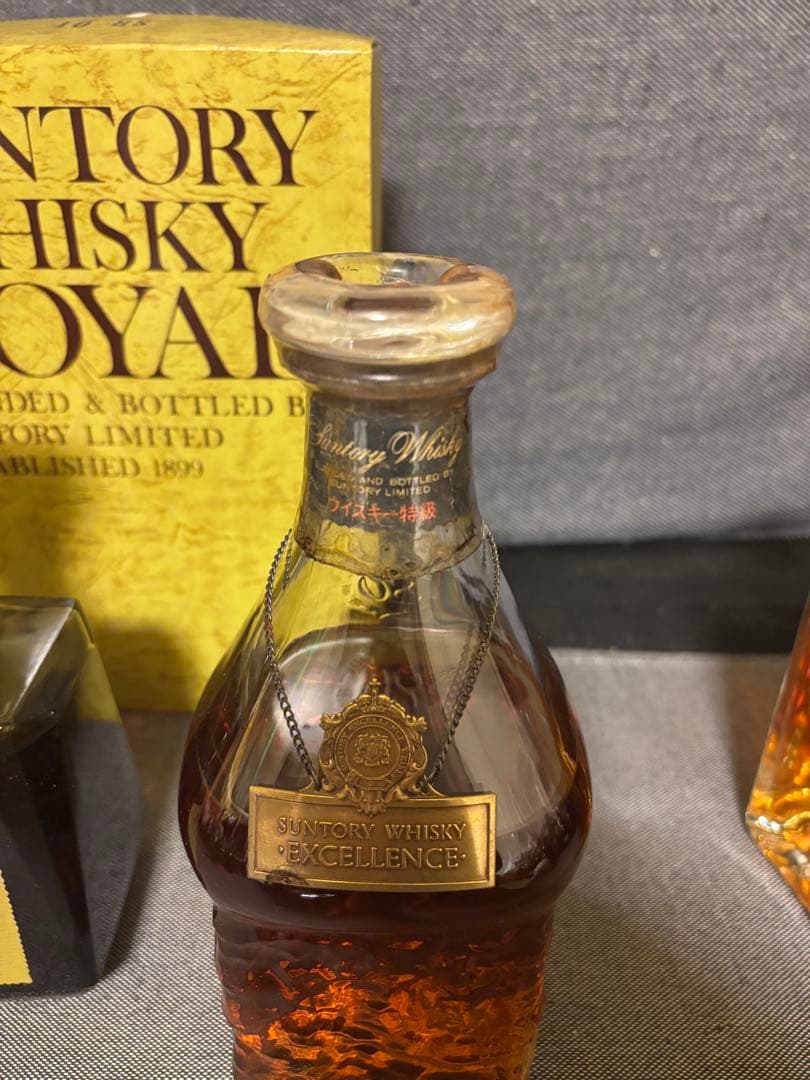 NTORY
HISKY
OYAL
DED & BOTTLED B
TORY LIMITED
ABLISHED 1899
Suntory Whisky
AND BOTTLED BY
SUNTORY LIMITED
ウイスキー特級
SUNTORY WHISKY
·EXCELLENCE·